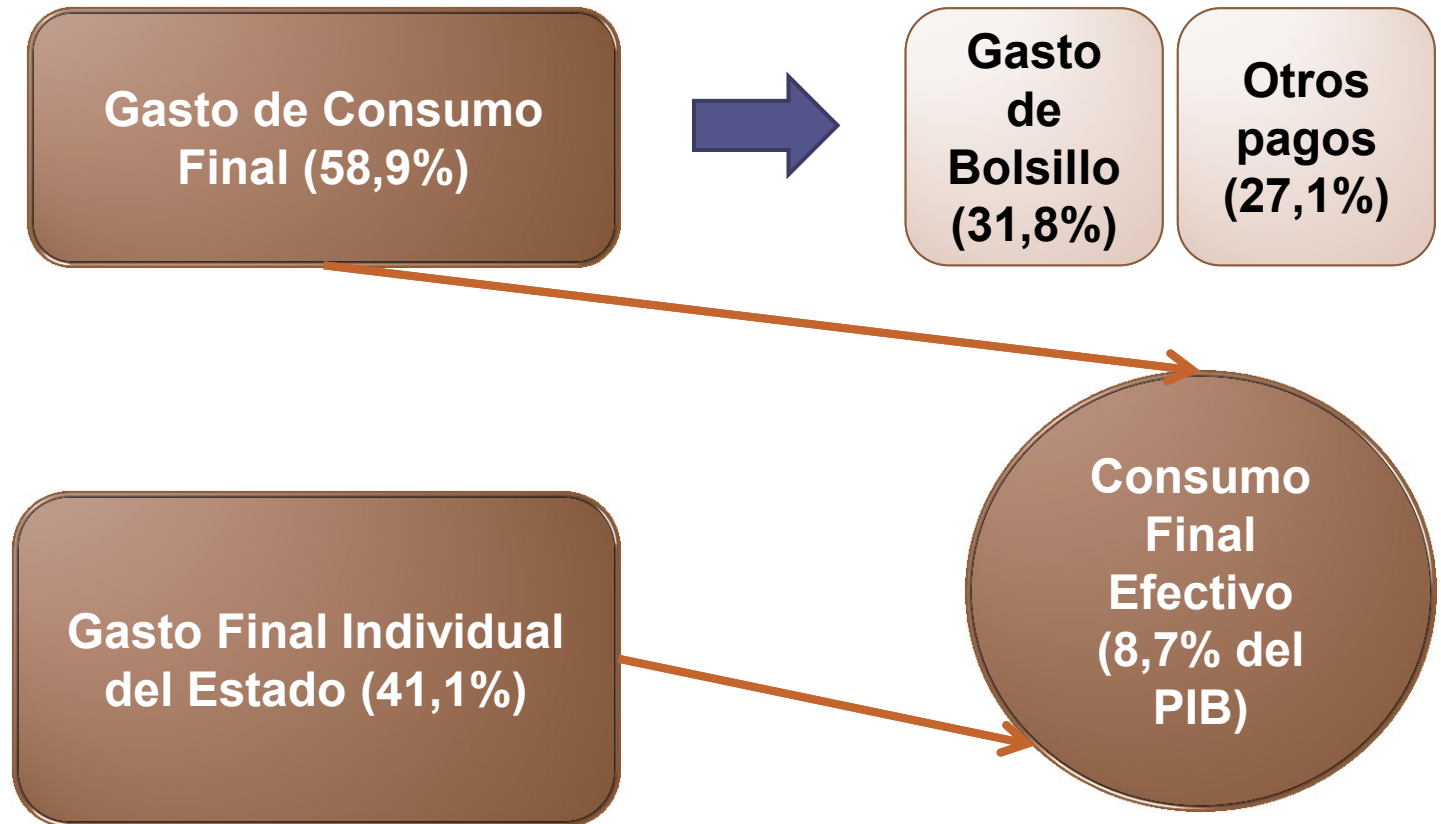 Gasto de Consumo
Final (58,9%)
Gasto
de
Bolsillo
(31,8%)
Otros
pagos
(27,1%)
Consumo
Final
Efectivo
(8,7% del
PIB)
Gasto Final Individual
del Estado (41,1%)